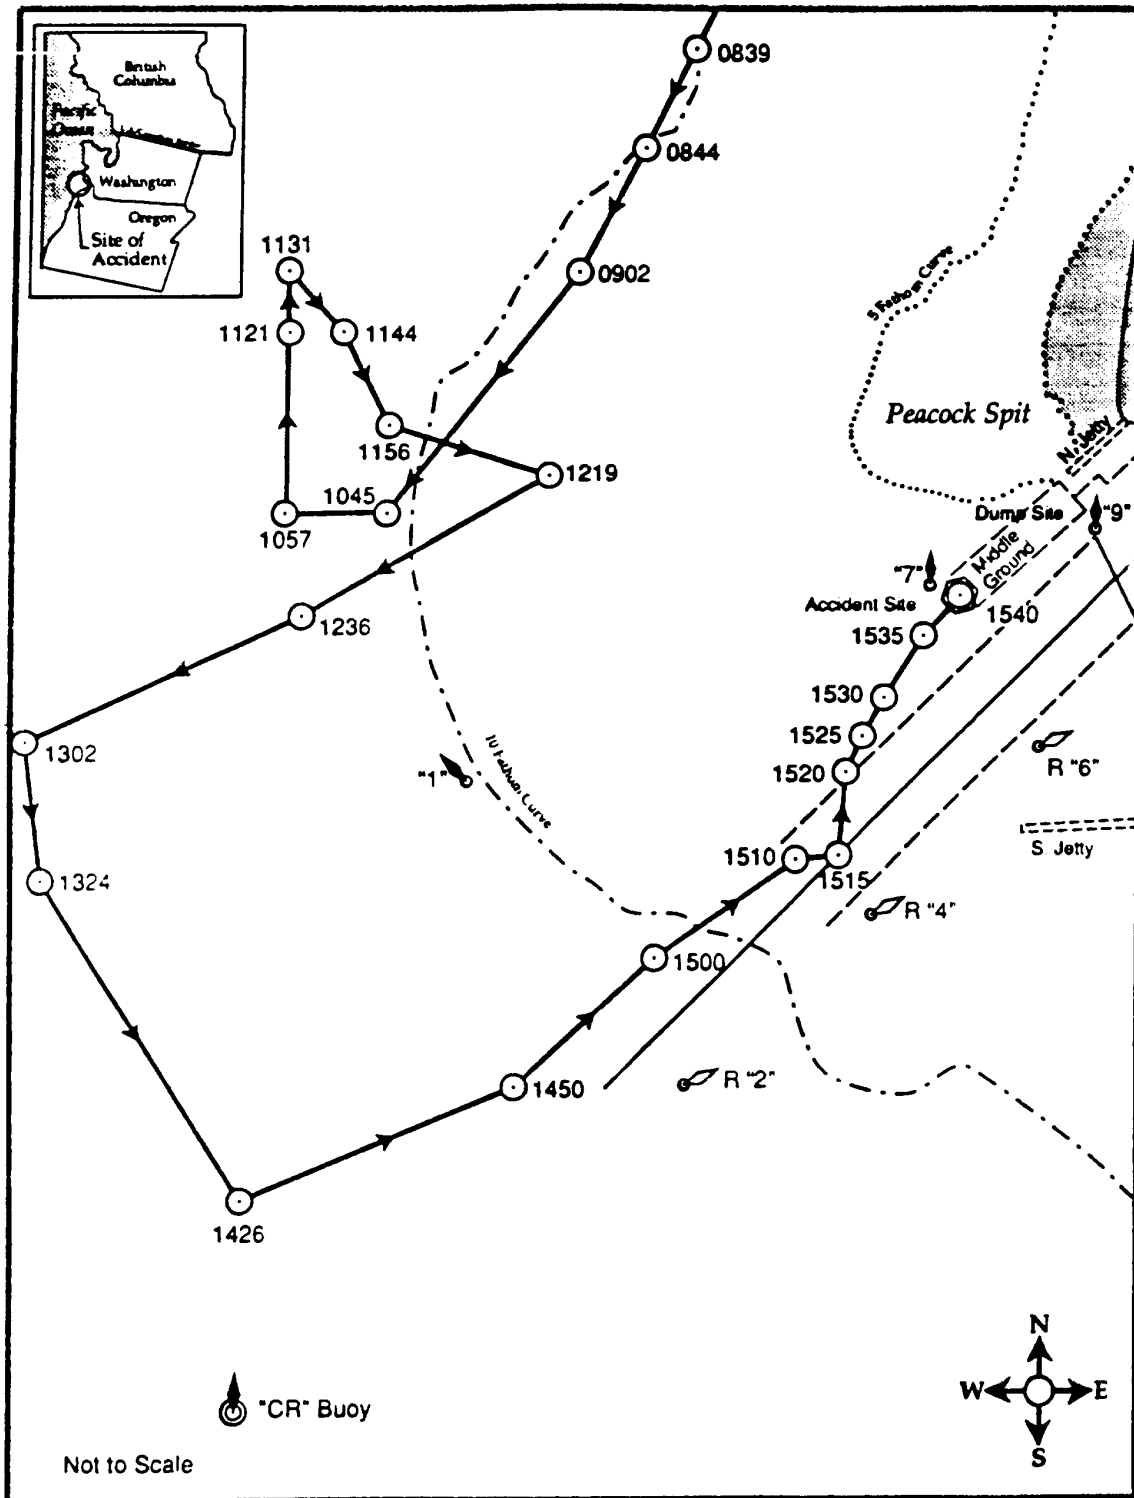 British
Columbia
Pacific
Ocean
Washington
Oregon
Site of
Accident
0839
0844
0902
1131
1121
1144
1156
1219
1045
1057
1236
1302
1324
5 Fathom Curve
Peacock Spit
N. Jetty
Dump Site
"9"
Middle
Ground
"7"
Accident Site
1540
1535
1530
1525
1520
"1"
10 Fathom Curve
R "6"
S. Jetty
1510
1515
R "4"
1500
1450
R "2"
1426
"CR" Buoy
Not to Scale
N
W
E
S